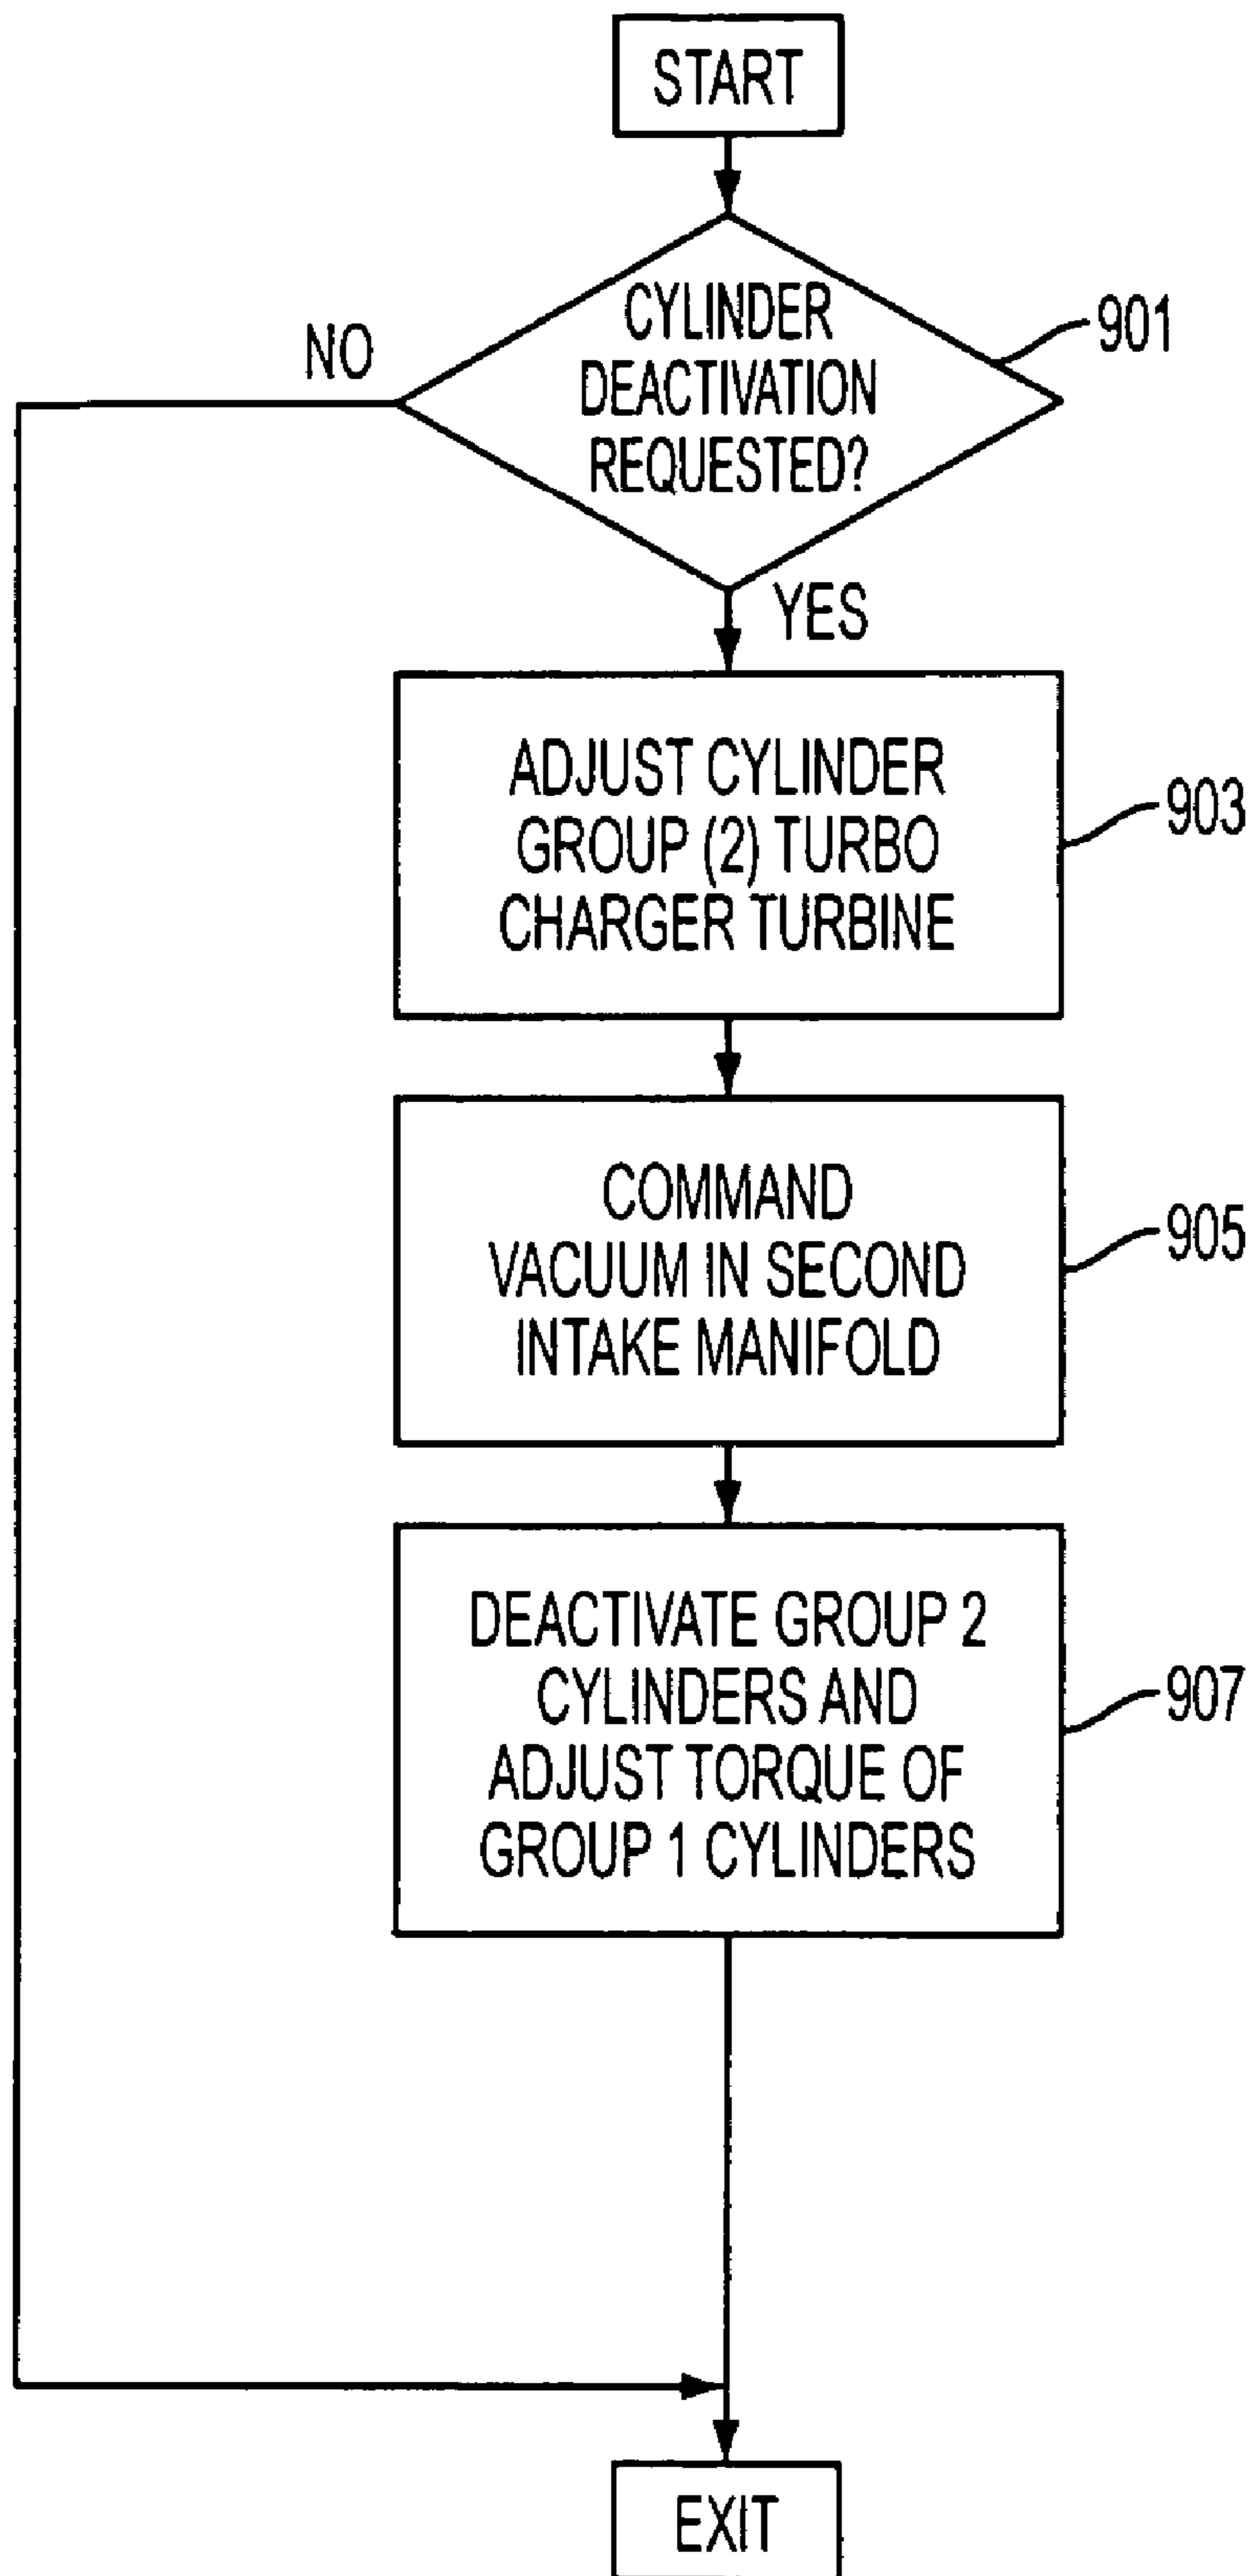 START
CYLINDER
DEACTIVATION
REQUESTED?
901
NO
YES
ADJUST CYLINDER
GROUP (2) TURBO
CHARGER TURBINE
903
COMMAND
VACUUM IN SECOND
INTAKE MANIFOLD
905
DEACTIVATE GROUP 2
CYLINDERS AND
ADJUST TORQUE OF
GROUP 1 CYLINDERS
907
EXIT